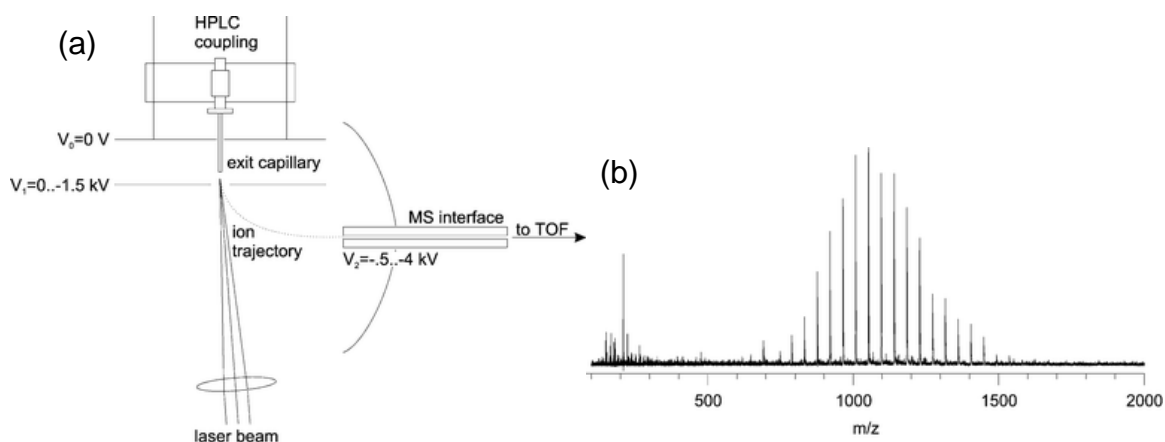 (a)
HPLC
coupling
V₀=0 V
exit capillary
V₁=0..-1.5 kV
ion
trajectory
MS interface
to TOF
V₂=-.5..-4 kV
laser beam
(b)
500
1000
1500
2000
m/z